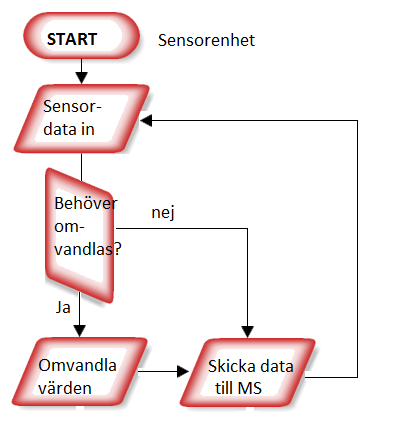 START
Sensorenhet
Sensor-
data in
Behöver
om-
vandlas?
nej
Ja
Omvandla
värden
Skicka data
till MS